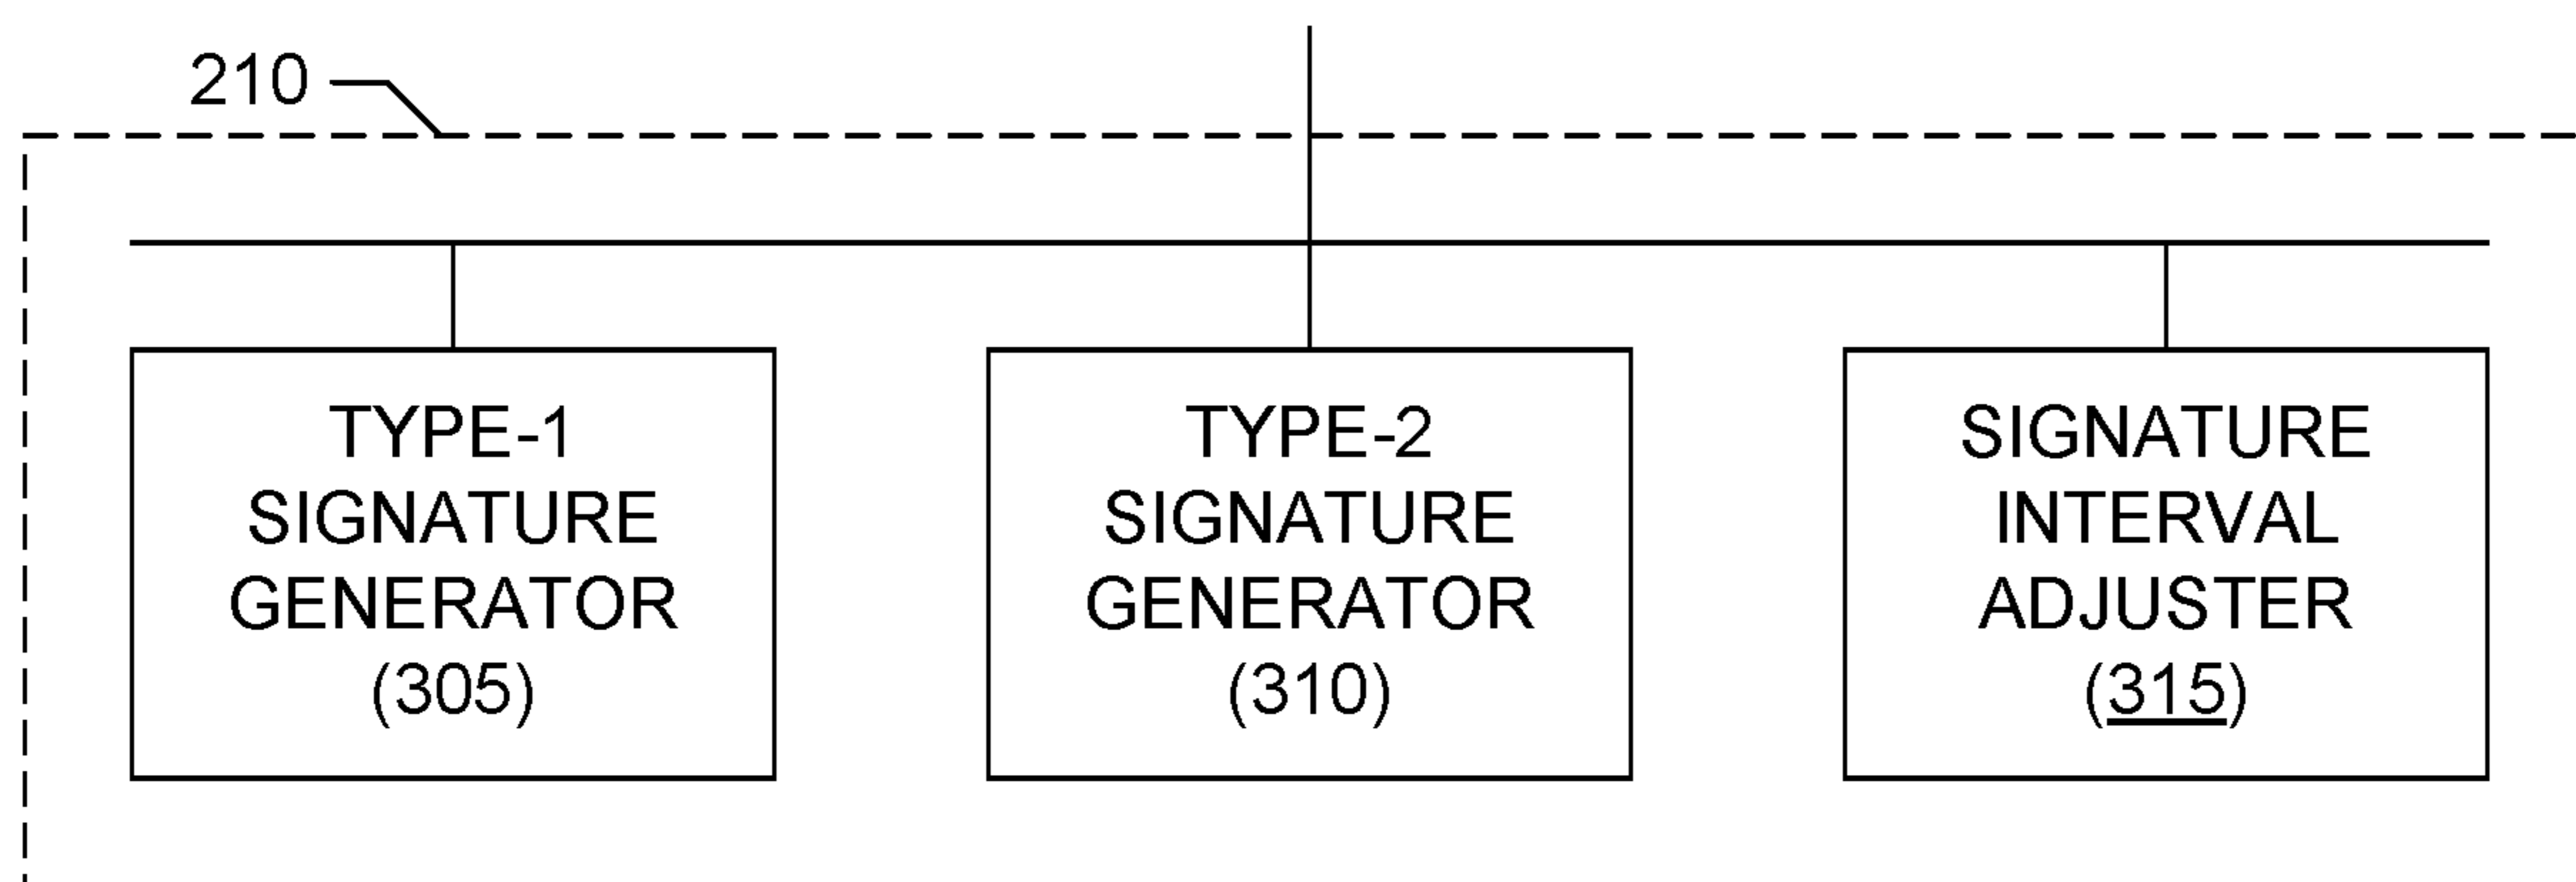 210
TYPE-1
SIGNATURE
GENERATOR
(305)
TYPE-2
SIGNATURE
GENERATOR
(310)
SIGNATURE
INTERVAL
ADJUSTER
(315)